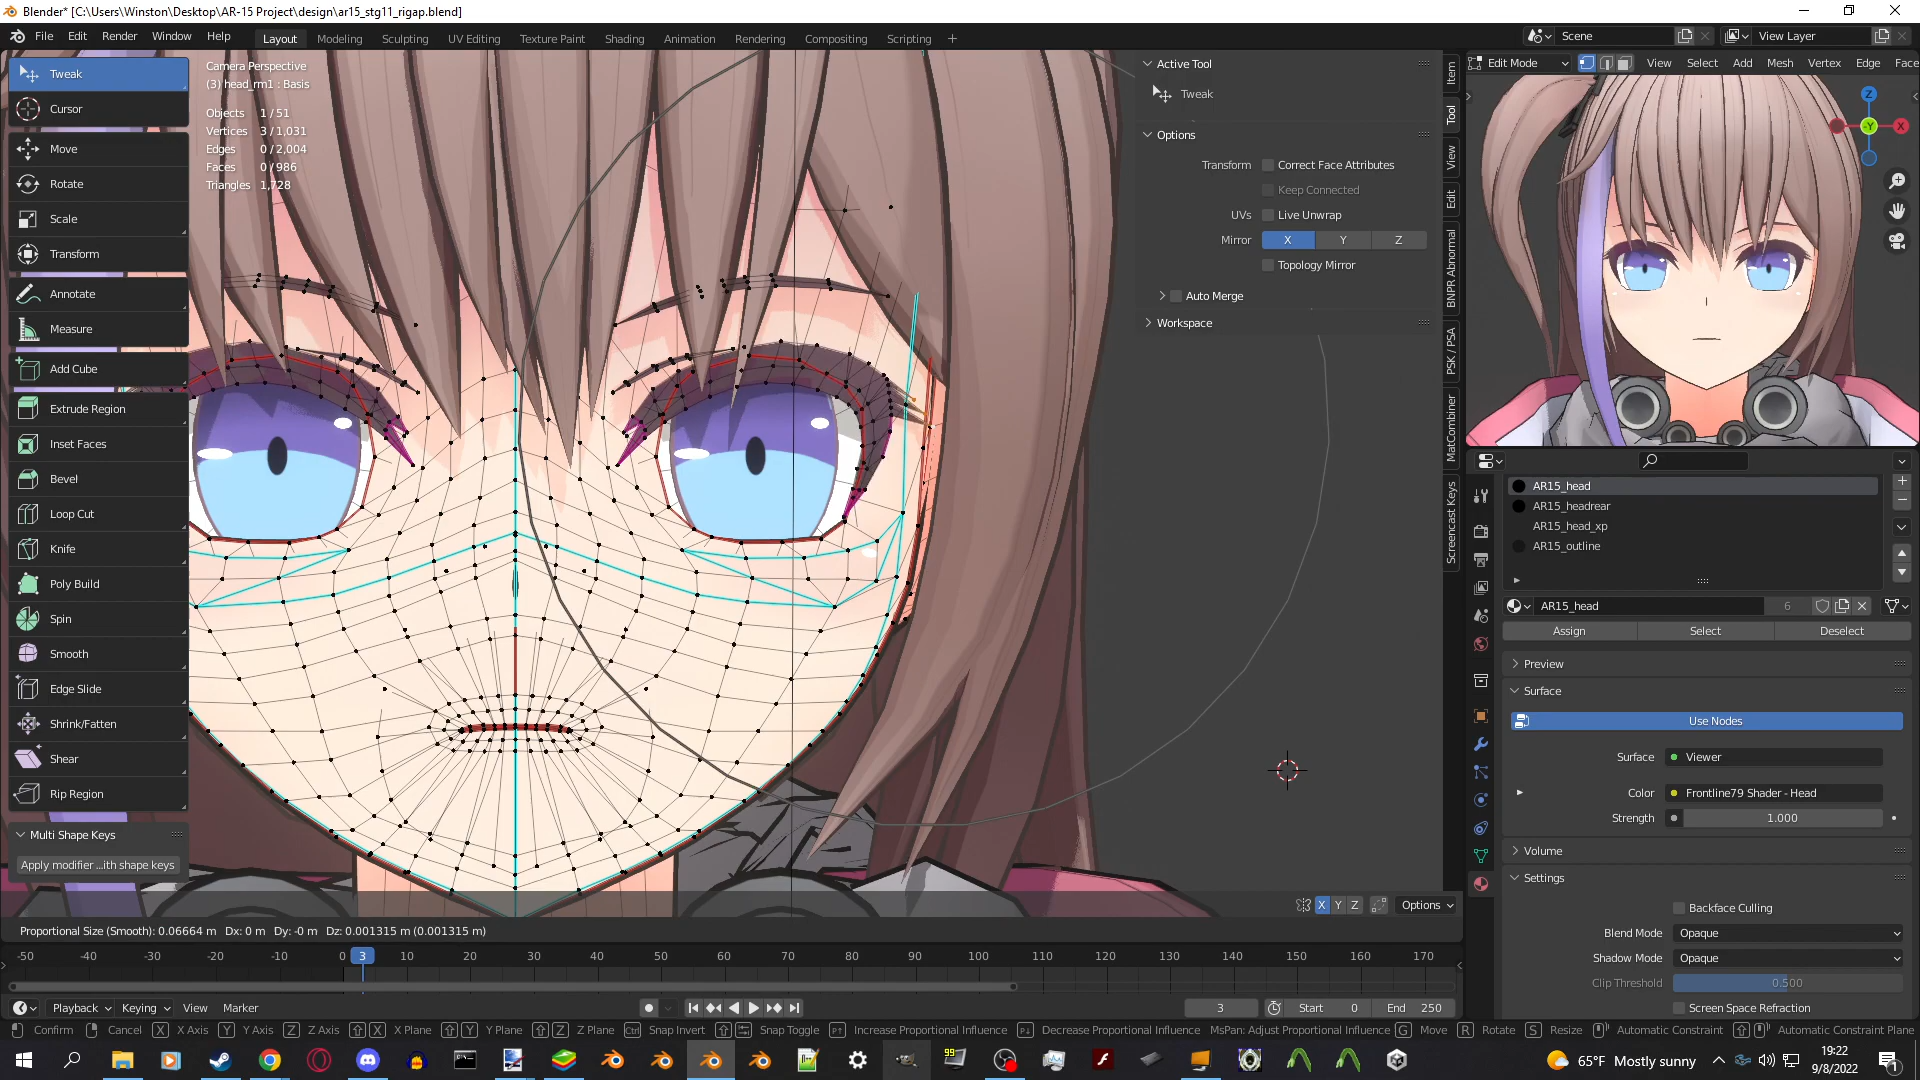 Blender* [C:\Users\Winston\Desktop\AR-15 Project\design\ar15_stg11_rigap.blend]
File Edit Render Window Help
Layout Modeling Sculpting UV Editing Texture Paint Shading Animation Rendering Compositing Scripting
Scene
View Layer
Tweak
Cursor
Move
Rotate
Scale
Transform
Annotate
Measure
Add Cube
Extrude Region
Inset Faces
Bevel
Loop Cut
Knife
Poly Build
Spin
Smooth
Edge Slide
Shrink/Fatten
Shear
Rip Region
Multi Shape Keys
Apply modifier ...ith shape keys
Camera Perspective
(3) head_rm1 : Basis
Objects 1 / 51
Vertices 3 / 1,031
Edges 0 / 2,004
Faces 0 / 986
Triangles 1,728
Active Tool
Tweak
Options
Transform Correct Face Attributes
Keep Connected
UVs Live Unwrap
Mirror X Y Z
Topology Mirror
Auto Merge
Workspace
Item
Tool
View
Edit
BNPR Abnormal
PSK / PSA
MatCombiner
Screencast Keys
Edit Mode View Select Add Mesh Vertex Edge Face
Z
-Y
X
AR15_head
AR15_headrear
AR15_head_xp
AR15_outline
AR15_head 6
Assign Select Deselect
Preview
Surface
Use Nodes
Surface Viewer
Color Frontline79 Shader - Head
Strength 1.000
Volume
Settings
Backface Culling
Blend Mode Opaque
Shadow Mode Opaque
Clip Threshold 0.500
Screen Space Refraction
X Y Z Options
Proportional Size (Smooth): 0.06664 m Dx: 0 m Dy: -0 m Dz: 0.001315 m (0.001315 m)
-50 -40 -30 -20 -10 0 3 10 20 30 40 50 60 70 80 90 100 110 120 130 140 150 160 170
Playback Keying View Marker
3 Start 0 End 250
Confirm Cancel X X Axis Y Y Axis Z Z Axis X X Plane Y Y Plane Z Z Plane Ctrl Snap Invert Snap Toggle Increase Proportional Influence Decrease Proportional Influence MsPan: Adjust Proportional Influence G Move R Rotate S Resize Automatic Constraint Automatic Constraint Plane
99
65°F Mostly sunny
19:22
9/8/2022
1